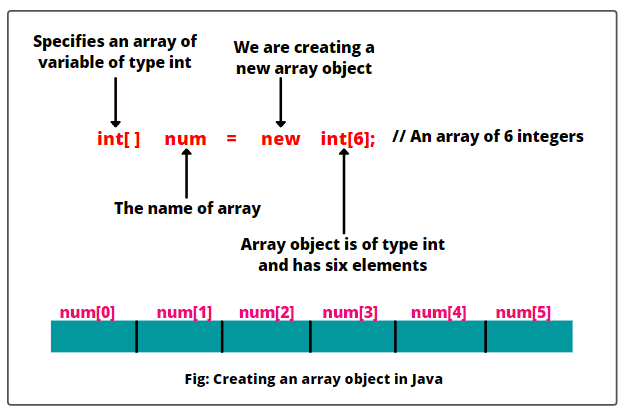 Specifies an array of
variable of type int
We are creating a
new array object
int[ ] num = new int[6]; // An array of 6 integers
The name of array
Array object is of type int
and has six elements
num[0] num[1] num[2] num[3] num[4] num[5]
Fig: Creating an array object in Java